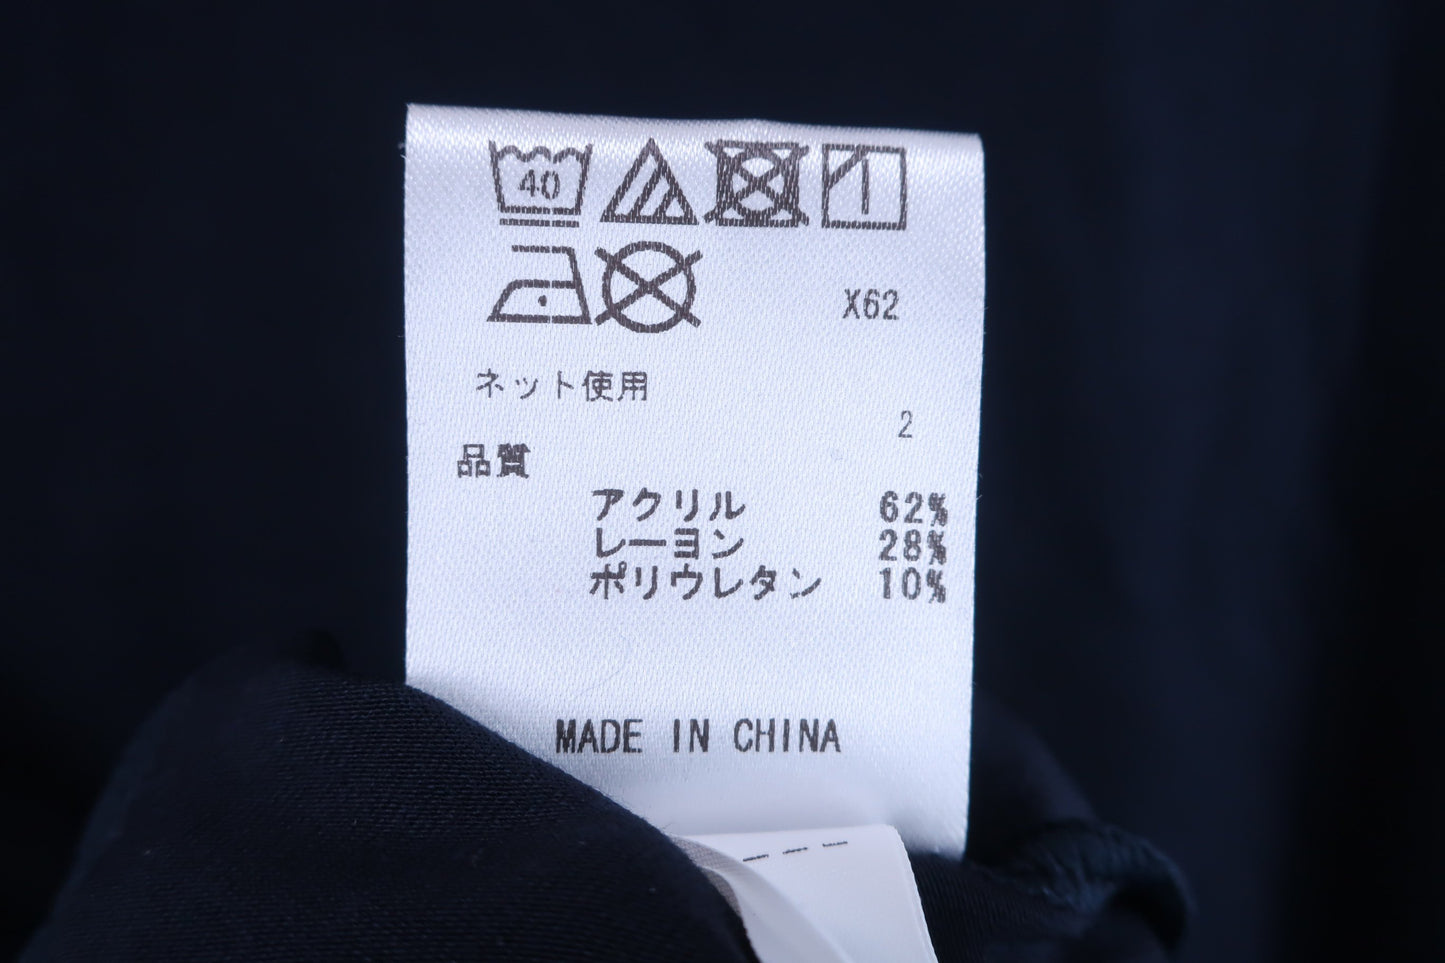 40
X62
ネット使用
2
品質
アクリル 62%
レーヨン 28%
ポリウレタン 10%
MADE IN CHINA